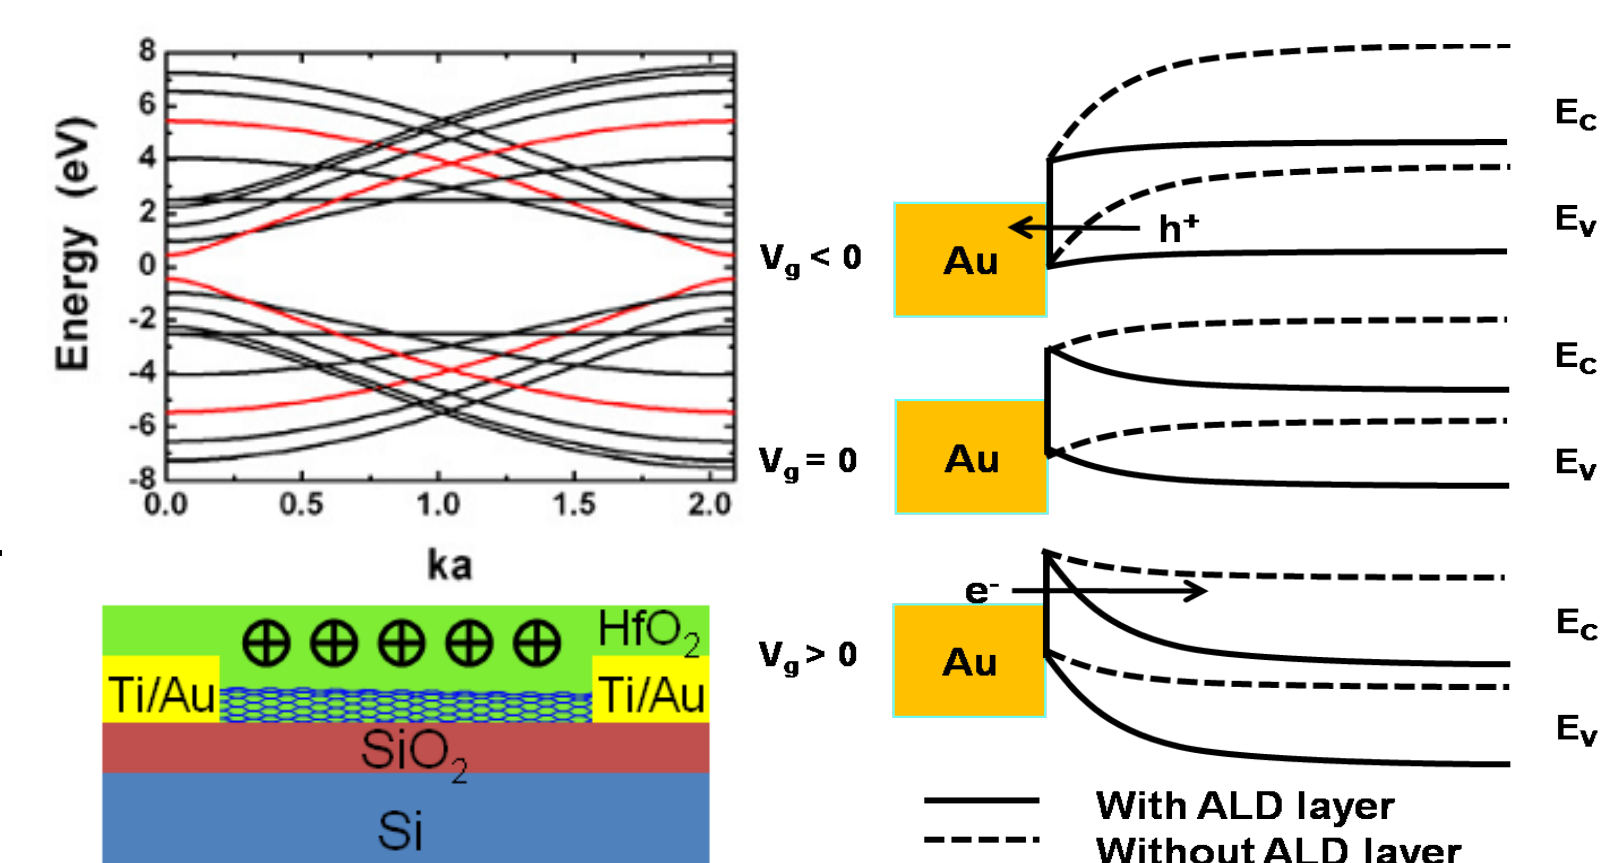 8
6
4
2
0
-2
-4
-6
-8
Energy (eV)
0.0 0.5 1.0 1.5 2.0
ka
HfO2
Ti/Au Ti/Au
SiO2
Si
Vg < 0
Au
h+
Ec
Ev
Vg = 0
Au
Ec
Ev
Vg > 0
e-
Au
Ec
Ev
With ALD layer
Without ALD layer